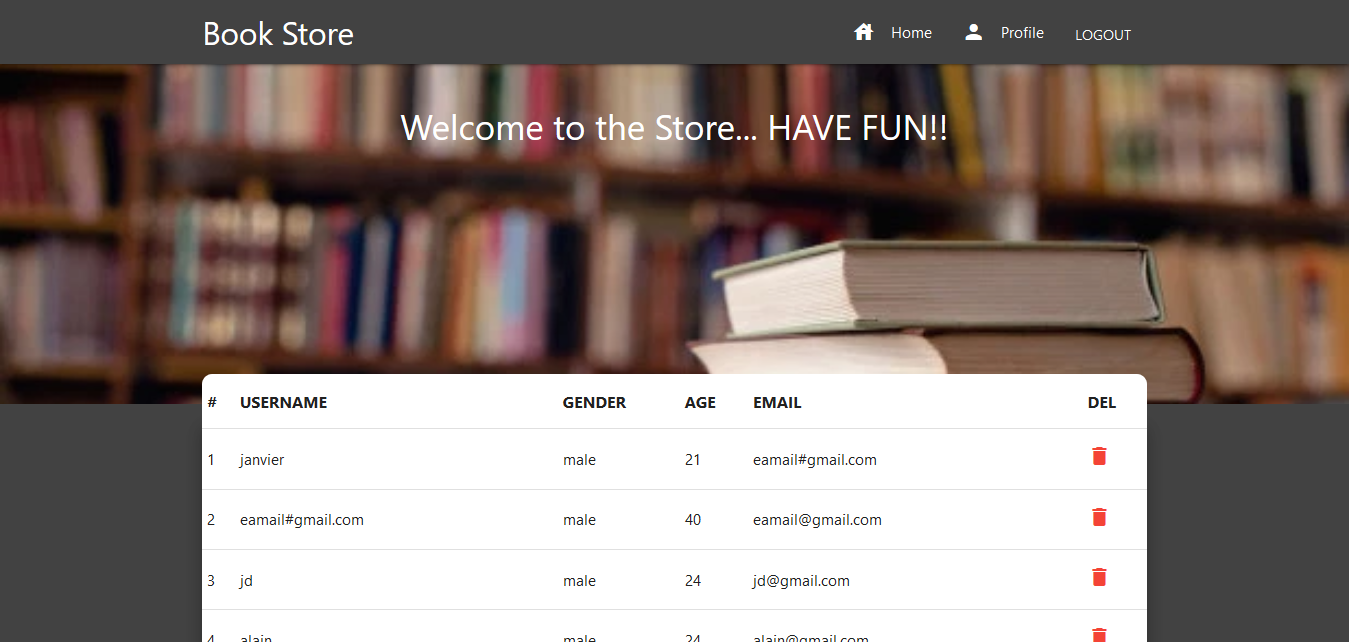 Book Store Home Profile LOGOUT
Welcome to the Store... HAVE FUN!!
# USERNAME GENDER AGE EMAIL DEL
1 janvier male 21 eamail#gmail.com
2 eamail#gmail.com male 40 eamail@gmail.com
3 jd male 24 jd@gmail.com
4 alain male 24 alain@gmail.com